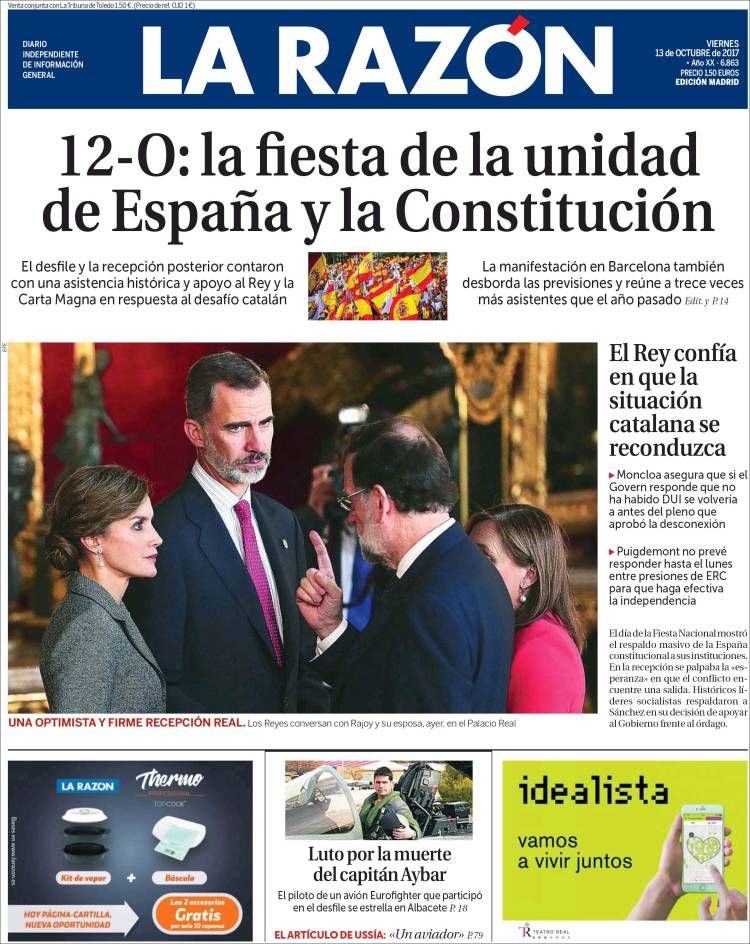 Venta conjunta con La Tribuna de Toledo 1,50 €. (Precio de ref. OJD 1 €)
DIARIO
INDEPENDIENTE
DE INFORMACIÓN
GENERAL
LA RAZÓN
VIERNES
13 de OCTUBRE de 2017
• Año XX - 6.863
PRECIO 1,50 EUROS
EDICIÓN MADRID
12-O: la fiesta de la unidad
de España y la Constitución
El desfile y la recepción posterior contaron
con una asistencia histórica y apoyo al Rey y la
Carta Magna en respuesta al desafío catalán
La manifestación en Barcelona también
desborda las previsiones y reúne a trece veces
más asistentes que el año pasado Edit. y P. 14
EFE
UNA OPTIMISTA Y FIRME RECEPCIÓN REAL. Los Reyes conversan con Rajoy y su esposa, ayer, en el Palacio Real
El Rey confía
en que la
situación
catalana se
reconduzca
Moncloa asegura que si el
Govern responde que no
ha habido DUI se volvería
a antes del pleno que
aprobó la desconexión
Puigdemont no prevé
responder hasta el lunes
entre presiones de ERC
para que haga efectiva
la independencia
El día de la Fiesta Nacional mostró
el respaldo masivo de la España
constitucional a sus instituciones.
En la recepción se palpaba la «es-
peranza» en que el conflicto en-
cuentre una salida. Históricos lí-
deres socialistas respaldaron a
Sánchez en su decisión de apoyar
al Gobierno frente al órdago.
Bases en www.larazon.es
LA RAZON
Thermo
PROFESSIONAL
TOPCOOK
Kit de vapor
+
Báscula
HOY PÁGINA-CARTILLA,
NUEVA OPORTUNIDAD
Los 2 accesorios
Gratis
por solo 10 cupones
Luto por la muerte
del capitán Aybar
El piloto de un avión Eurofighter que participó
en el desfile se estrella en Albacete P. 18
EL ARTÍCULO DE USSÍA: «Un aviador» P. 79
idealista
vamos
a vivir juntos
TEATRO REAL